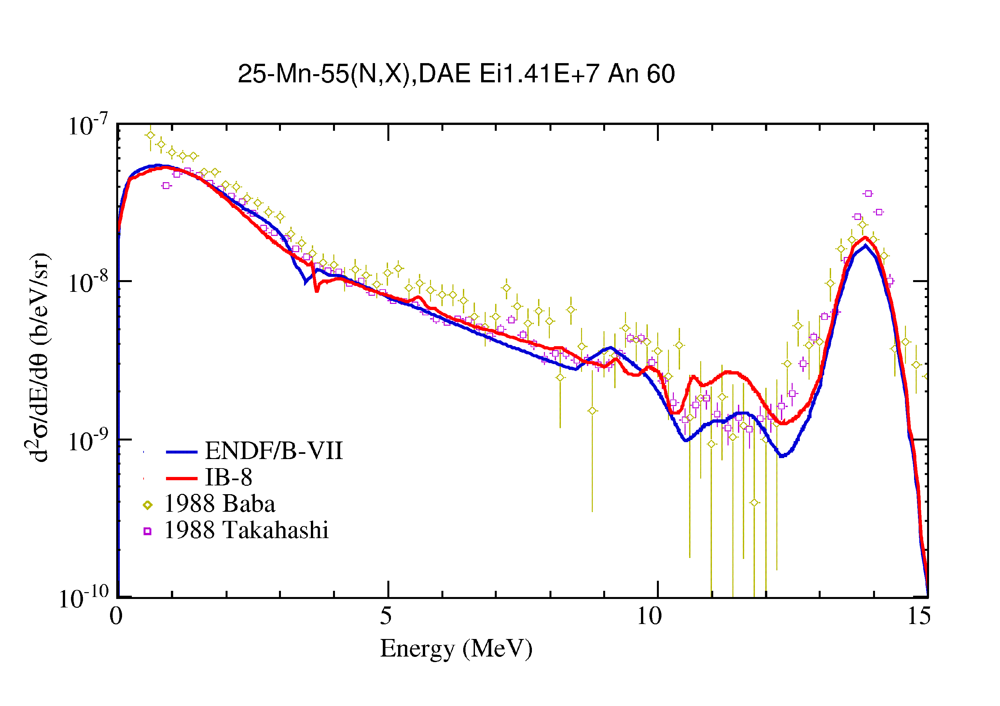 25-Mn-55(N,X),DAE Ei1.41E+7 An 60
d²σ/dE/dθ (b/eV/sr)
10⁻⁷
10⁻⁸
10⁻⁹
10⁻¹⁰
ENDF/B-VII
IB-8
1988 Baba
1988 Takahashi
0 5 10 15
Energy (MeV)